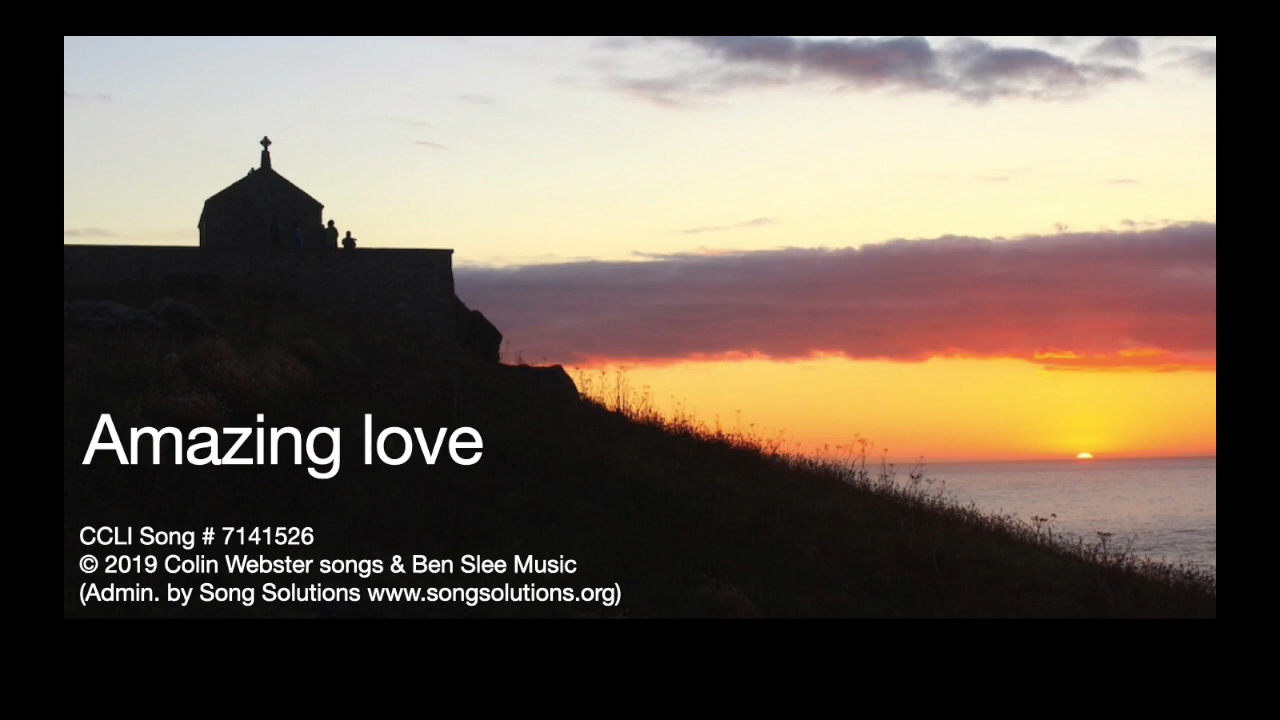 Amazing love
CCLI Song # 7141526
© 2019 Colin Webster songs & Ben Slee Music
(Admin. by Song Solutions www.songsolutions.org)